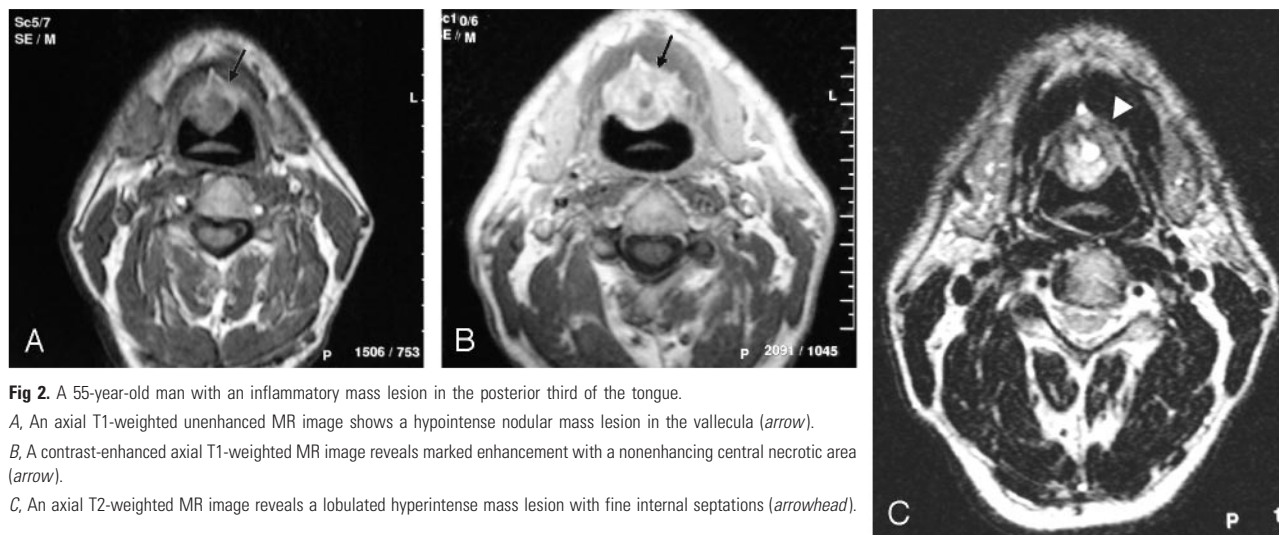 Sc5/7
SE / M
L
A
P
1506 / 753
c1 0/6
SE // M
L
B
P
2091 / 1045
C
P
1
Fig 2. A 55-year-old man with an inflammatory mass lesion in the posterior third of the tongue.
A, An axial T1-weighted unenhanced MR image shows a hypointense nodular mass lesion in the vallecula (arrow).
B, A contrast-enhanced axial T1-weighted MR image reveals marked enhancement with a nonenhancing central necrotic area
(arrow).
C, An axial T2-weighted MR image reveals a lobulated hyperintense mass lesion with fine internal septations (arrowhead).